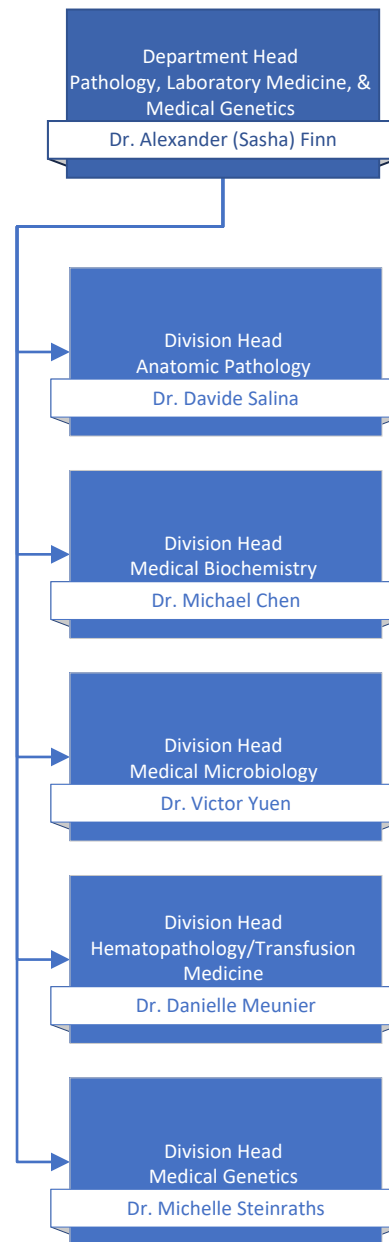 Department Head
Pathology, Laboratory Medicine, &
Medical Genetics
Dr. Alexander (Sasha) Finn
Division Head
Anatomic Pathology
Dr. Davide Salina
Division Head
Medical Biochemistry
Dr. Michael Chen
Division Head
Medical Microbiology
Dr. Victor Yuen
Division Head
Hematopathology/Transfusion
Medicine
Dr. Danielle Meunier
Division Head
Medical Genetics
Dr. Michelle Steinraths